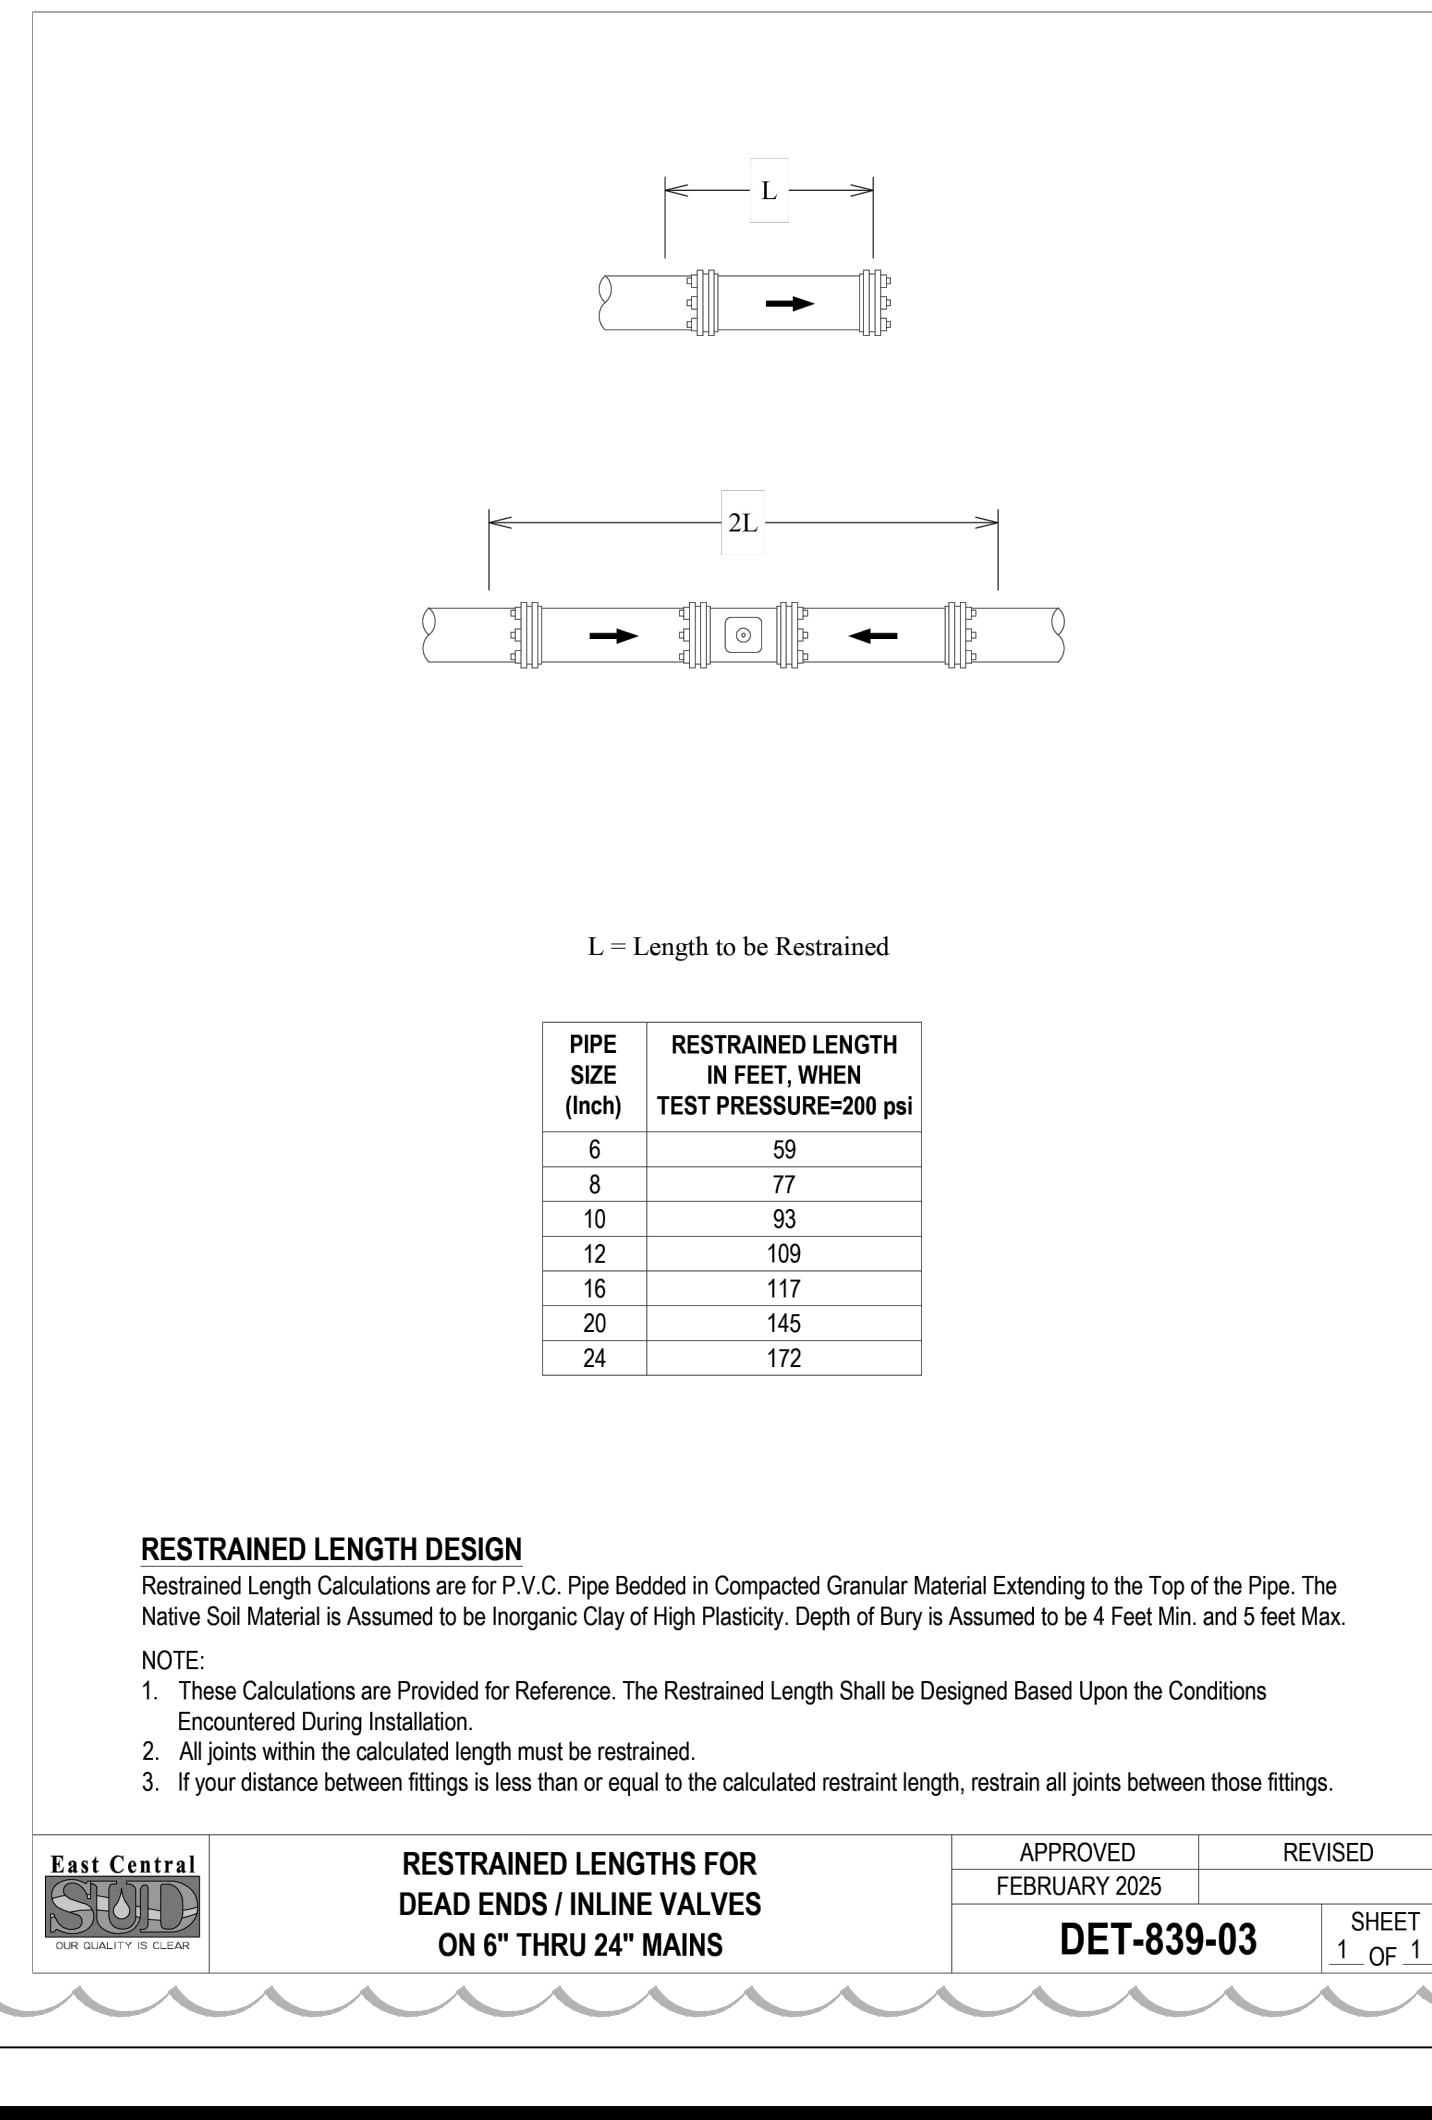 L
2L
L = Length to be Restrained
PIPE SIZE (Inch) RESTRAINED LENGTH IN FEET, WHEN TEST PRESSURE=200 psi
6 59
8 77
10 93
12 109
16 117
20 145
24 172
RESTRAINED LENGTH DESIGN
Restrained Length Calculations are for P.V.C. Pipe Bedded in Compacted Granular Material Extending to the Top of the Pipe. The
Native Soil Material is Assumed to be Inorganic Clay of High Plasticity. Depth of Bury is Assumed to be 4 Feet Min. and 5 feet Max.
NOTE:
1. These Calculations are Provided for Reference. The Restrained Length Shall be Designed Based Upon the Conditions
Encountered During Installation.
2. All joints within the calculated length must be restrained.
3. If your distance between fittings is less than or equal to the calculated restraint length, restrain all joints between those fittings.
East Central
SUD
OUR QUALITY IS CLEAR
RESTRAINED LENGTHS FOR
DEAD ENDS / INLINE VALVES
ON 6" THRU 24" MAINS
APPROVED REVISED
FEBRUARY 2025
DET-839-03
SHEET
1 OF 1